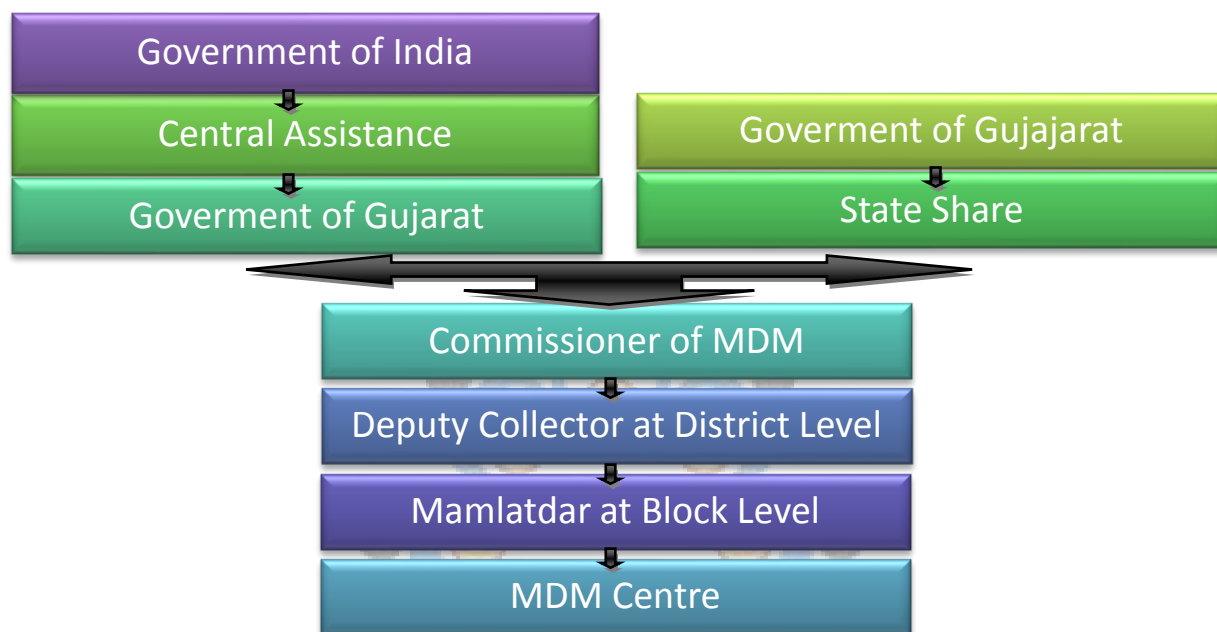 Government of India
Central Assistance
Goverment of Gujarat
Goverment of Gujajarat
State Share
Commissioner of MDM
Deputy Collector at District Level
Mamlatdar at Block Level
MDM Centre